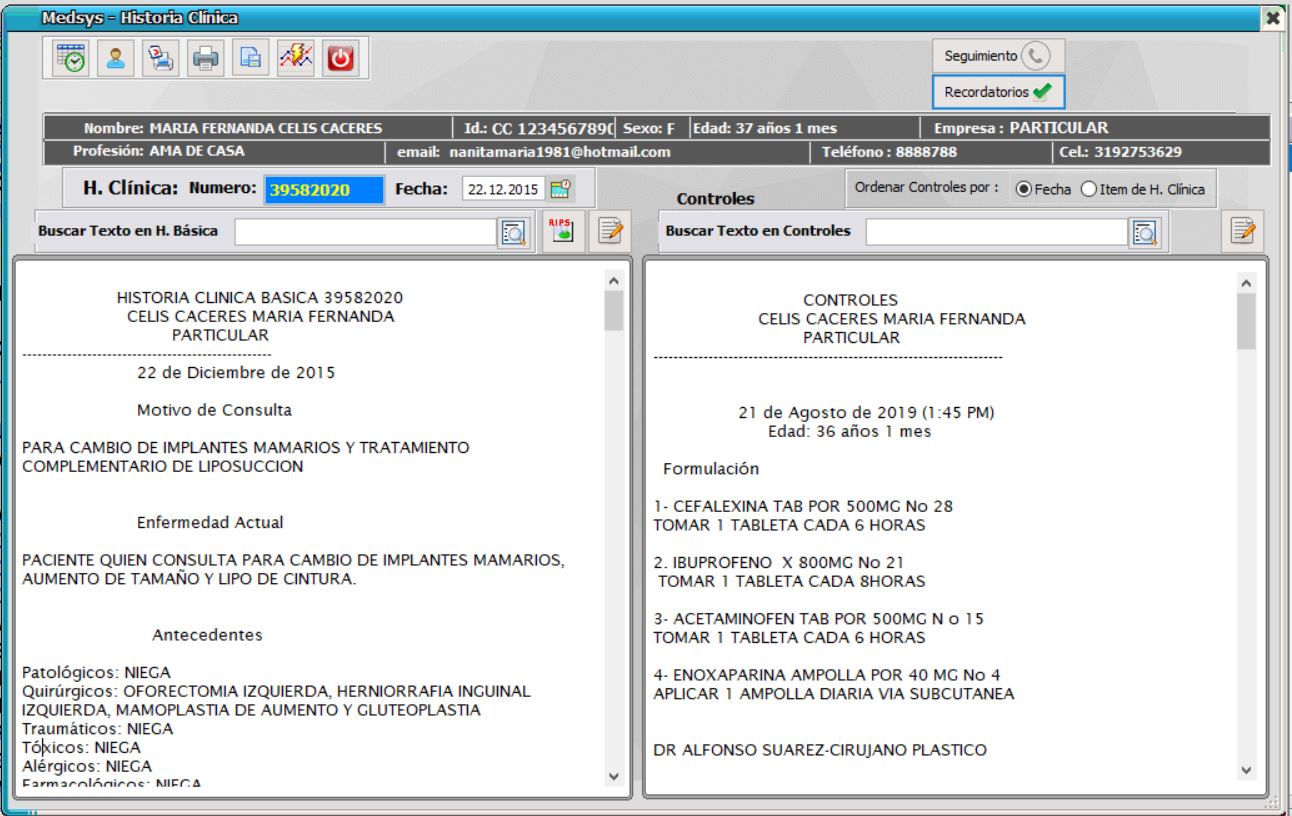 Medsys - Historia Clínica
Seguimiento
Recordatorios
Nombre: MARIA FERNANDA CELIS CACERES Id.: CC 123456789 Sexo: F Edad: 37 años 1 mes Empresa : PARTICULAR
Profesión: AMA DE CASA email: nanitamaria1981@hotmail.com Teléfono : 8888788 Cel.: 3192753629
H. Clínica: Numero: 39582020 Fecha: 22.12.2015
Controles
Ordenar Controles por : Fecha Item de H. Clínica
Buscar Texto en H. Básica
RIPS
Buscar Texto en Controles
HISTORIA CLINICA BASICA 39582020
CELIS CACERES MARIA FERNANDA
PARTICULAR
--------------------------------------------------
22 de Diciembre de 2015
Motivo de Consulta
PARA CAMBIO DE IMPLANTES MAMARIOS Y TRATAMIENTO
COMPLEMENTARIO DE LIPOSUCCION
Enfermedad Actual
PACIENTE QUIEN CONSULTA PARA CAMBIO DE IMPLANTES MAMARIOS,
AUMENTO DE TAMAÑO Y LIPO DE CINTURA.
Antecedentes
Patológicos: NIEGA
Quirúrgicos: OFORECTOMIA IZQUIERDA, HERNIORRAFIA INGUINAL
IZQUIERDA, MAMOPLASTIA DE AUMENTO Y GLUTEOPLASTIA
Traumáticos: NIEGA
Tóxicos: NIEGA
Alérgicos: NIEGA
Farmacológicos: NIEGA
CONTROLES
CELIS CACERES MARIA FERNANDA
PARTICULAR
----------------------------------------------------------------------
21 de Agosto de 2019 (1:45 PM)
Edad: 36 años 1 mes
Formulación
1- CEFALEXINA TAB POR 500MG No 28
TOMAR 1 TABLETA CADA 6 HORAS
2. IBUPROFENO X 800MG No 21
TOMAR 1 TABLETA CADA 8HORAS
3- ACETAMINOFEN TAB POR 500MG N o 15
TOMAR 1 TABLETA CADA 6 HORAS
4- ENOXAPARINA AMPOLLA POR 40 MG No 4
APLICAR 1 AMPOLLA DIARIA VIA SUBCUTANEA
DR ALFONSO SUAREZ-CIRUJANO PLASTICO